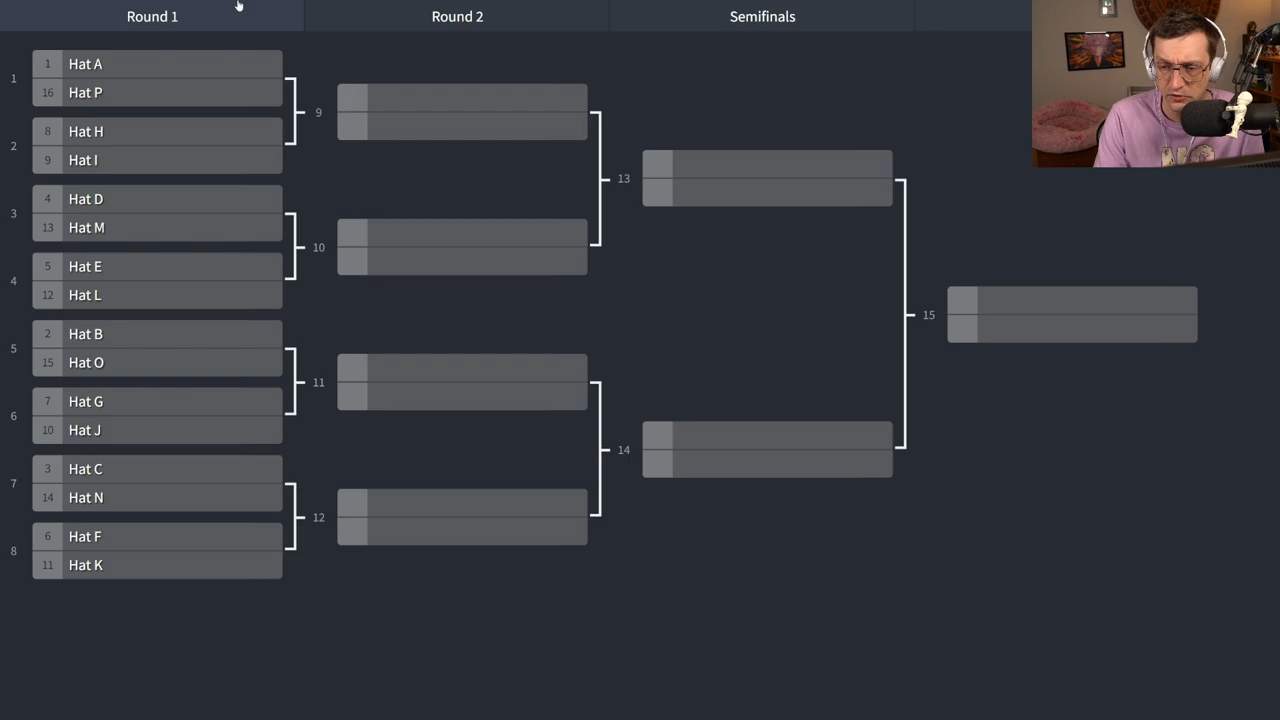 Round 1
Round 2
Semifinals
1
1 Hat A
16 Hat P
2
8 Hat H
9 Hat I
3
4 Hat D
13 Hat M
4
5 Hat E
12 Hat L
5
2 Hat B
15 Hat O
6
7 Hat G
10 Hat J
7
3 Hat C
14 Hat N
8
6 Hat F
11 Hat K
9
10
11
12
13
14
15